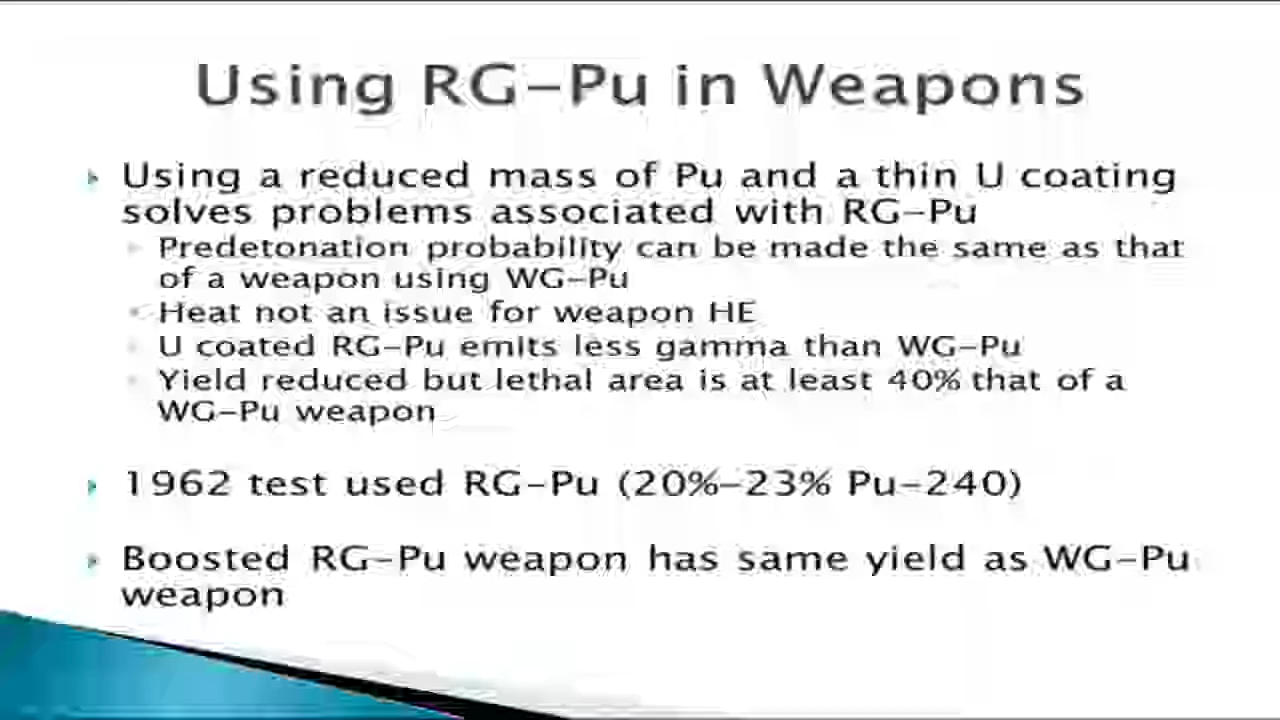 Using RG-Pu in Weapons
Using a reduced mass of Pu and a thin U coating
solves problems associated with RG-Pu
Predetonation probability can be made the same as that
of a weapon using WG-Pu
Heat not an issue for weapon HE
U coated RG-Pu emits less gamma than WG-Pu
Yield reduced but lethal area is at least 40% that of a
WG-Pu weapon
1962 test used RG-Pu (20%-23% Pu-240)
Boosted RG-Pu weapon has same yield as WG-Pu
weapon